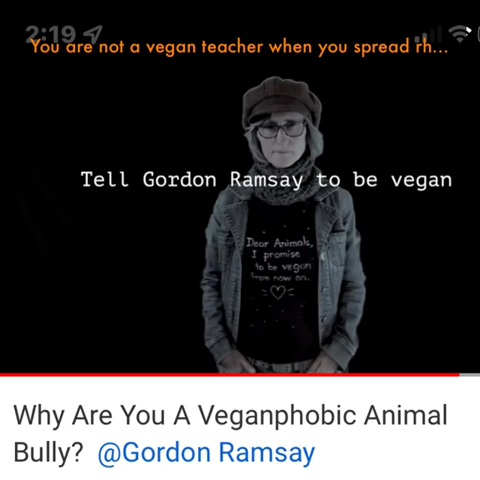 2:19
You are not a vegan teacher when you spread rh...
Tell Gordon Ramsay to be vegan
Dear Animals,
I promise
to be vegan
from now on.
Why Are You A Veganphobic Animal
Bully? @Gordon Ramsay